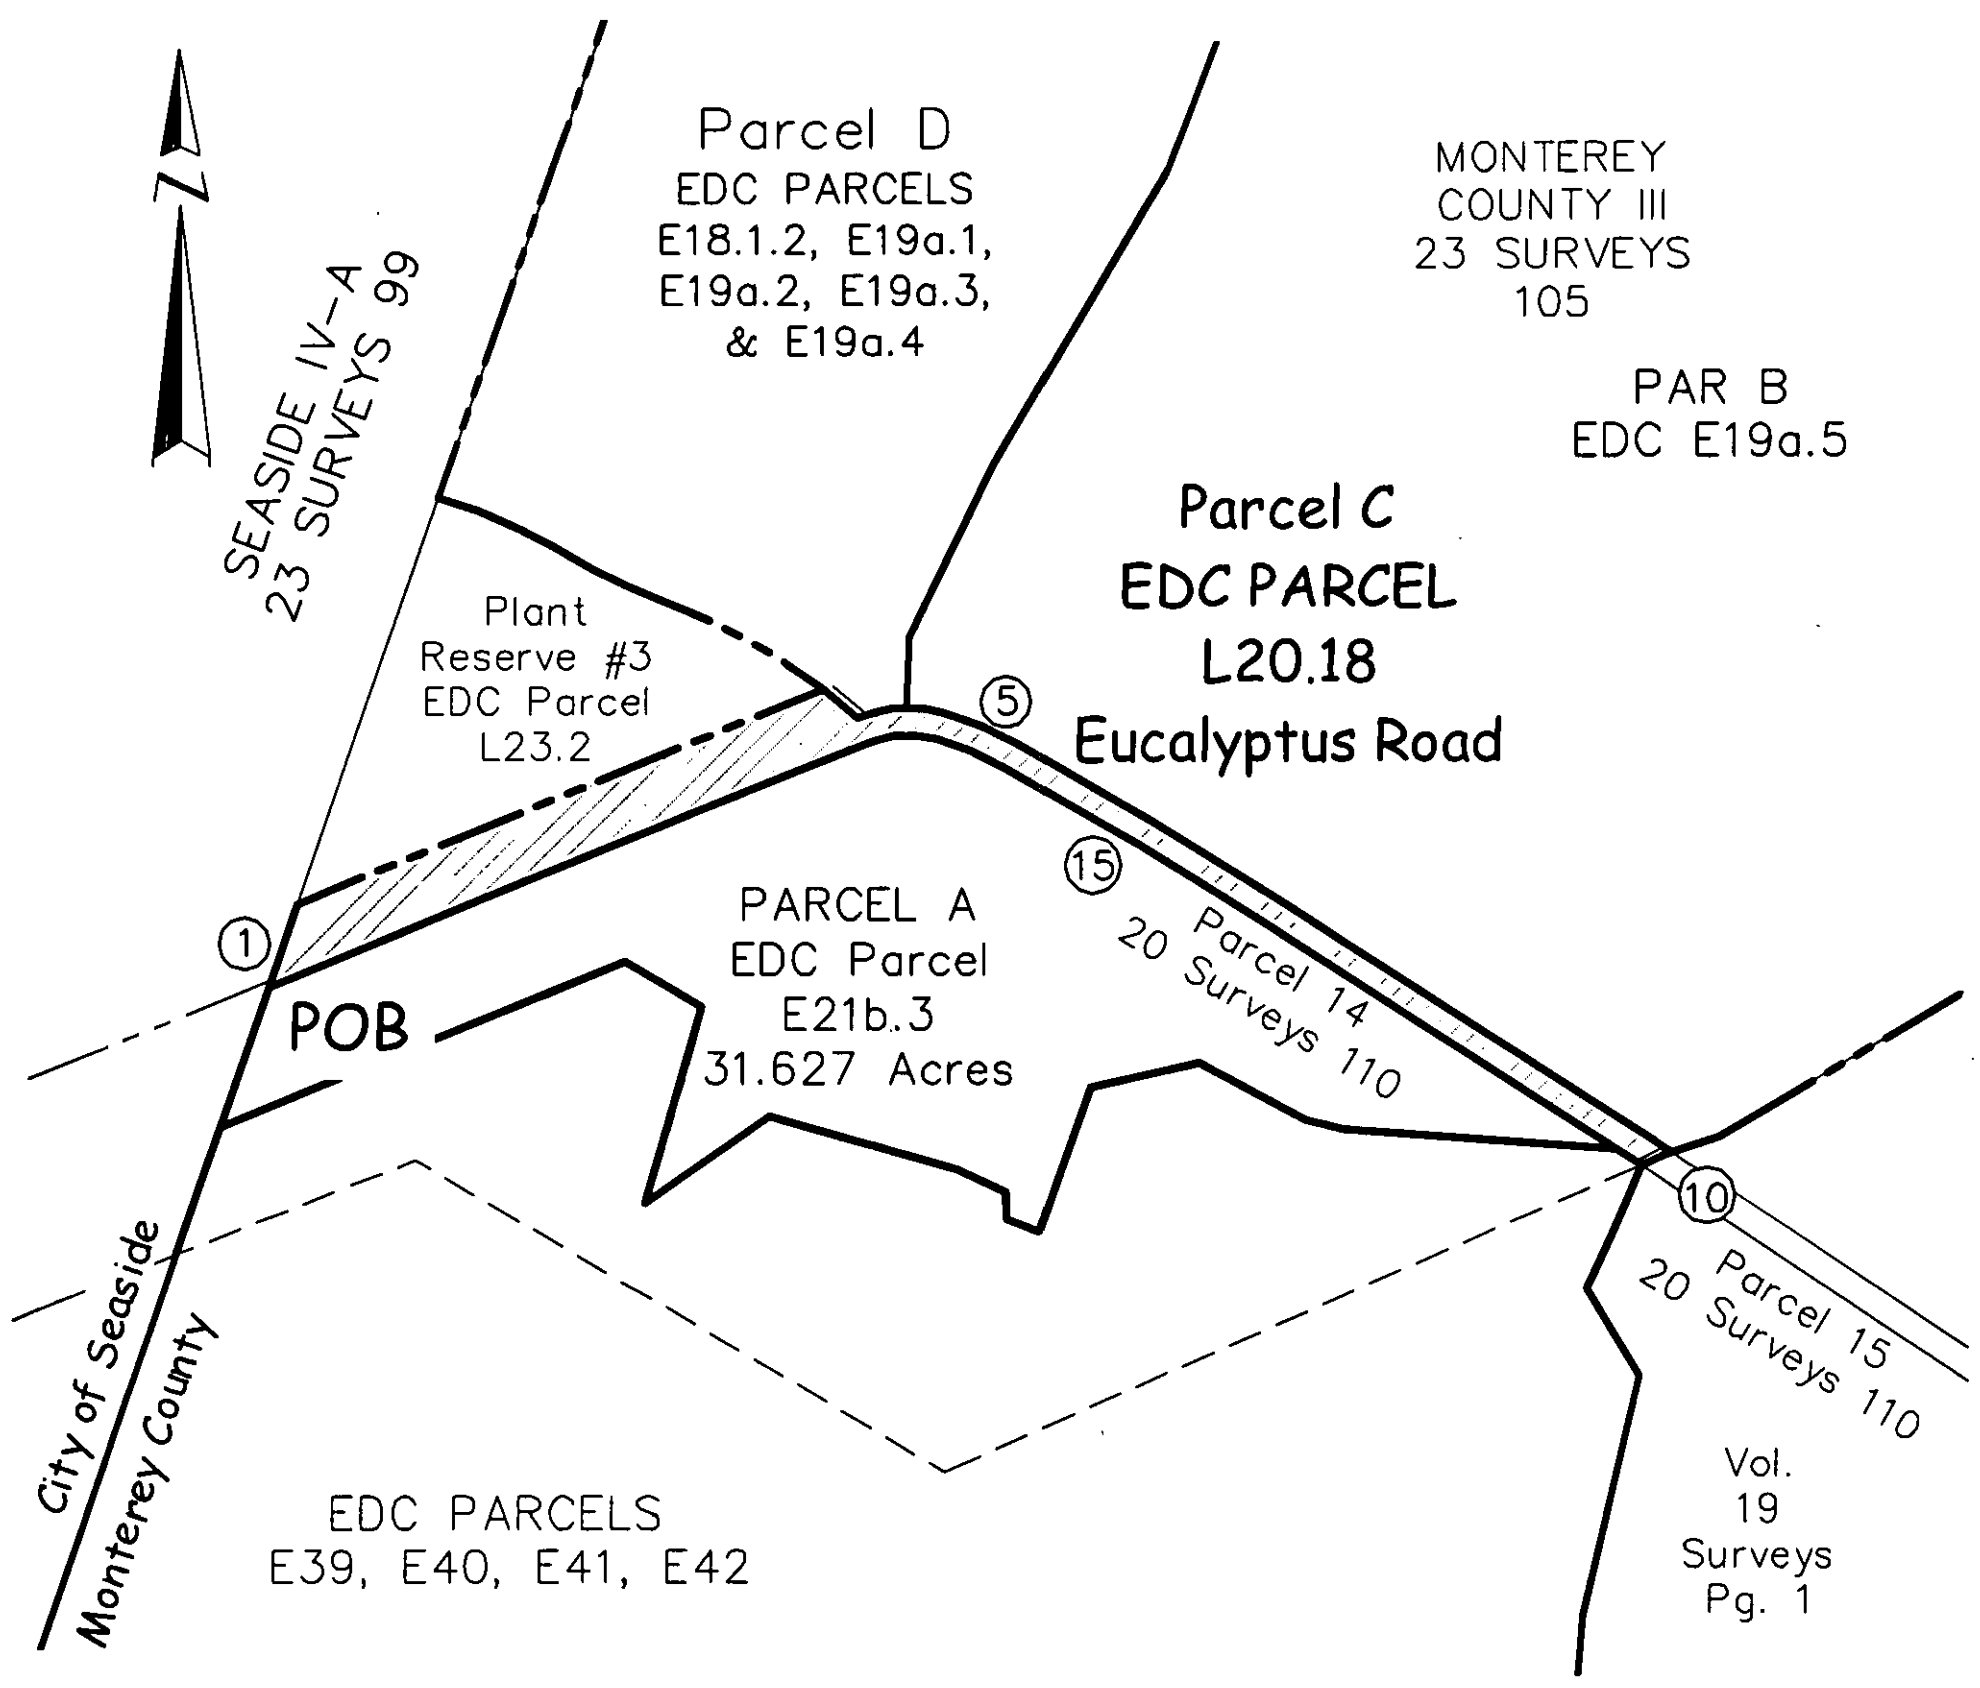 Z
SEASIDE IV-A
23 SURVEYS 99
Parcel D
EDC PARCELS
E18.1.2, E19a.1,
E19a.2, E19a.3,
& E19a.4
MONTEREY
COUNTY III
23 SURVEYS
105
PAR B
EDC E19a.5
Parcel C
EDC PARCEL
L20.18
Eucalyptus Road
Plant
Reserve #3
EDC Parcel
L23.2
5
15
1
POB
PARCEL A
EDC Parcel
E21b.3
31.627 Acres
Parcel 14
20 Surveys 110
10
Parcel 15
20 Surveys 110
City of Seaside
Monterey County
EDC PARCELS
E39, E40, E41, E42
Vol.
19
Surveys
Pg. 1